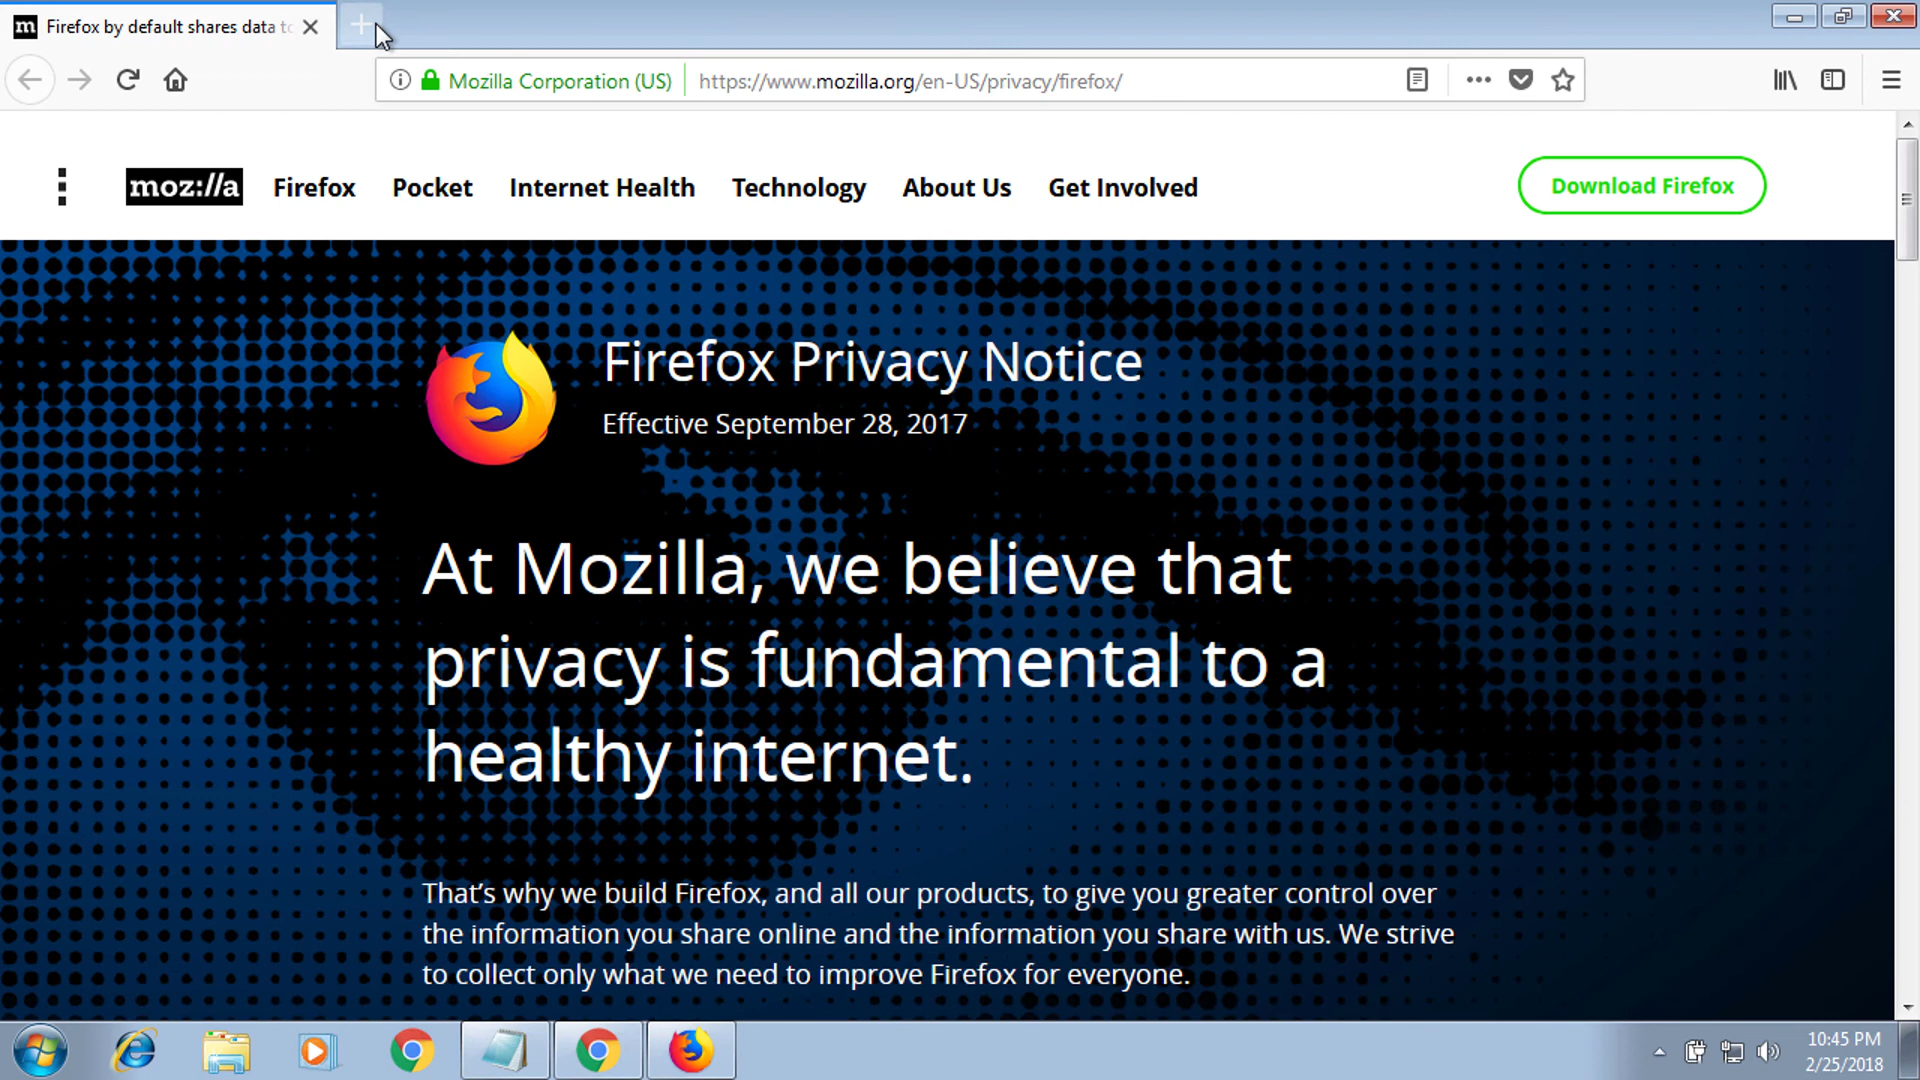 Firefox by default shares data to
Mozilla Corporation (US)
https://www.mozilla.org/en-US/privacy/firefox/
moz://a
Firefox
Pocket
Internet Health
Technology
About Us
Get Involved
Download Firefox
Firefox Privacy Notice
Effective September 28, 2017
At Mozilla, we believe that
privacy is fundamental to a
healthy internet.
That’s why we build Firefox, and all our products, to give you greater control over
the information you share online and the information you share with us. We strive
to collect only what we need to improve Firefox for everyone.
10:45 PM
2/25/2018